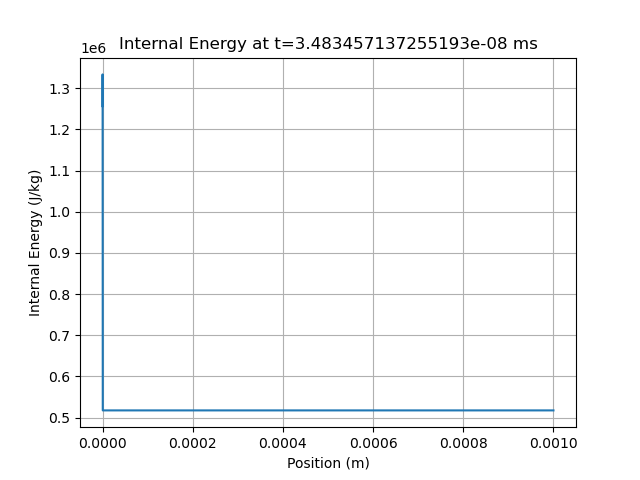 Internal Energy at t=3.483457137255193e-08 ms
1e6
1.3
1.2
1.1
1.0
0.9
0.8
0.7
0.6
0.5
Internal Energy (J/kg)
0.0000 0.0002 0.0004 0.0006 0.0008 0.0010
Position (m)